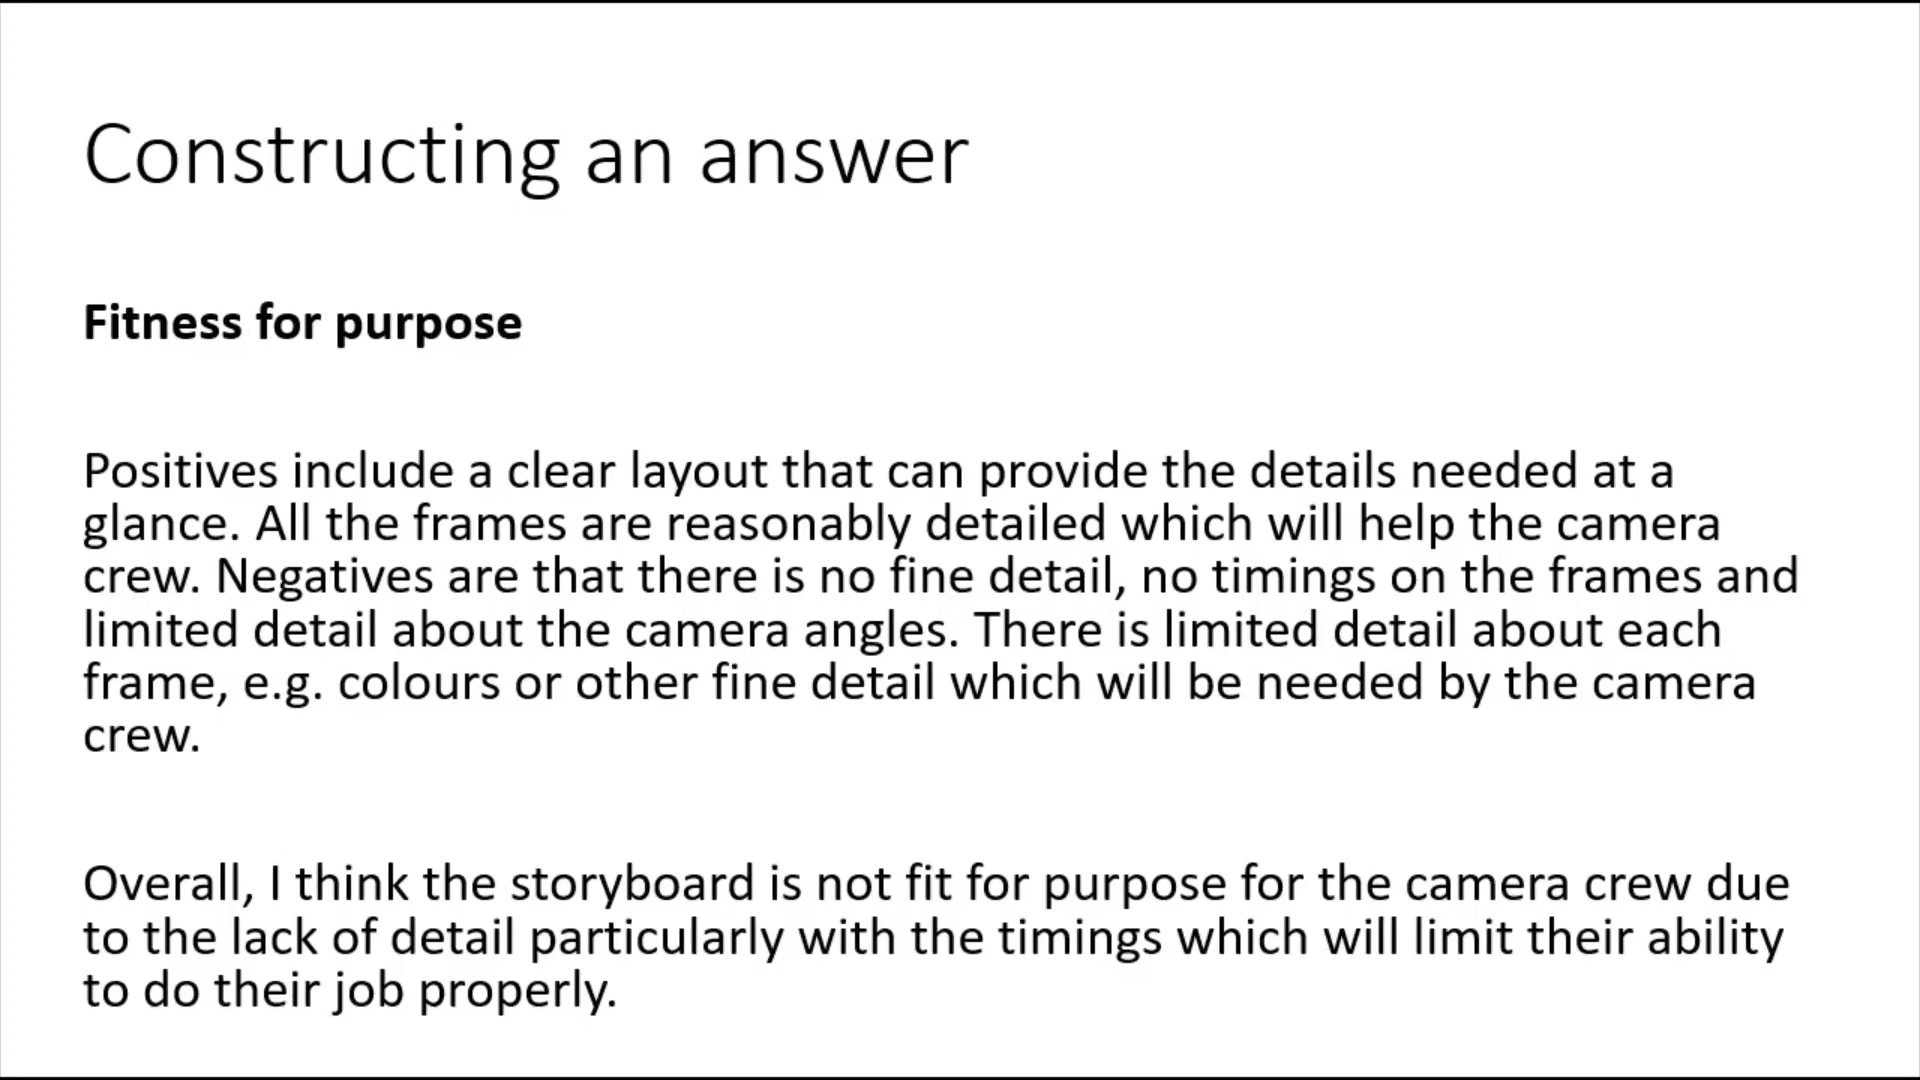 Constructing an answer
Fitness for purpose
Positives include a clear layout that can provide the details needed at a
glance. All the frames are reasonably detailed which will help the camera
crew. Negatives are that there is no fine detail, no timings on the frames and
limited detail about the camera angles. There is limited detail about each
frame, e.g. colours or other fine detail which will be needed by the camera
crew.
Overall, I think the storyboard is not fit for purpose for the camera crew due
to the lack of detail particularly with the timings which will limit their ability
to do their job properly.